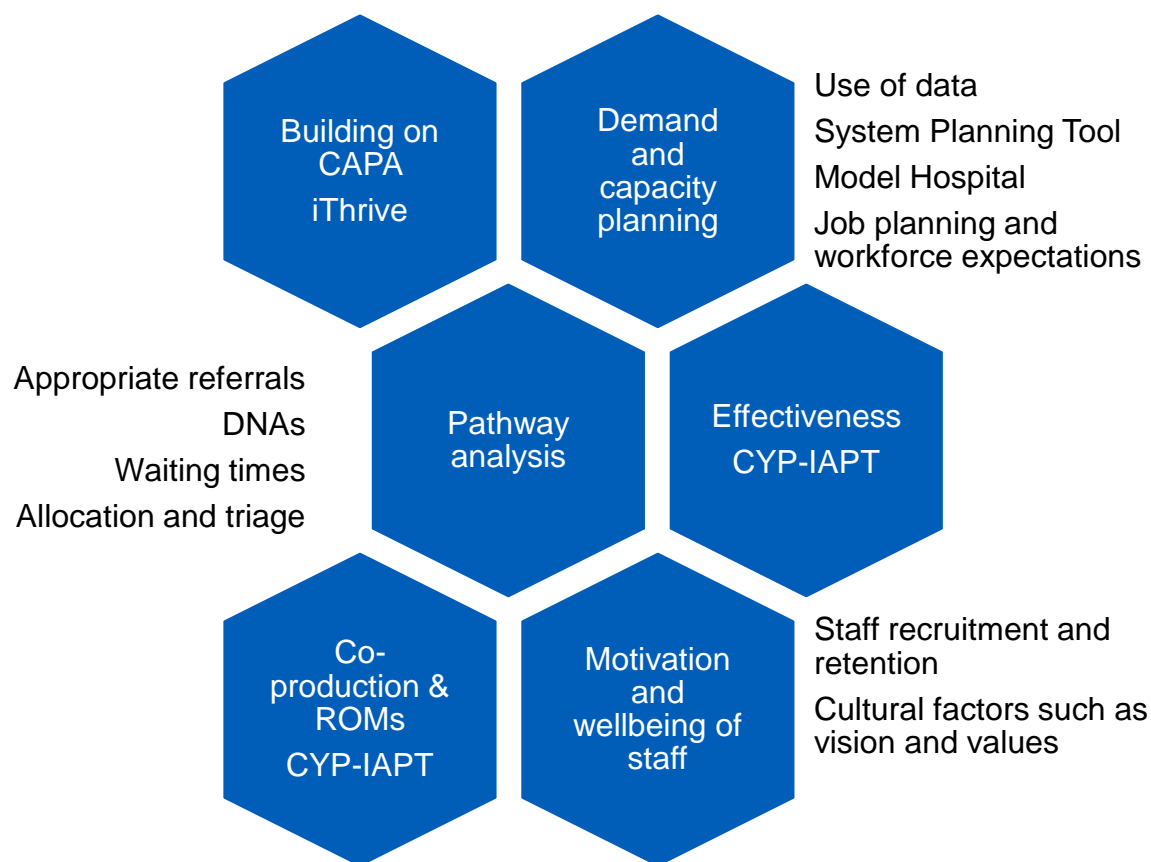 Building on
CAPA
iThrive
Demand
and
capacity
planning
Use of data
System Planning Tool
Model Hospital
Job planning and
workforce expectations
Appropriate referrals
DNAs
Waiting times
Allocation and triage
Pathway
analysis
Effectiveness
CYP-IAPT
Co-
production &
ROMs
CYP-IAPT
Motivation
and
wellbeing of
staff
Staff recruitment and
retention
Cultural factors such as
vision and values